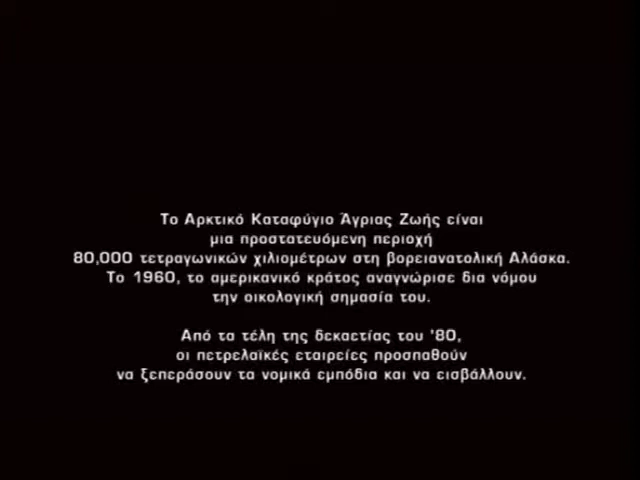 Το Αρκτικό Καταφύγιο Άγριας Ζωής είναι
μια προστατευόμενη περιοχή
80,000 τετραγωνικών χιλιομέτρων στη βορειανατολική Αλάσκα.
Το 1960, το αμερικανικό κράτος αναγνώρισε δια νόμου
την οικολογική σημασία του.
Από τα τέλη της δεκαετίας του '80,
οι πετρελαϊκές εταιρείες προσπαθούν
να ξεπεράσουν τα νομικά εμπόδια και να εισβάλλουν.